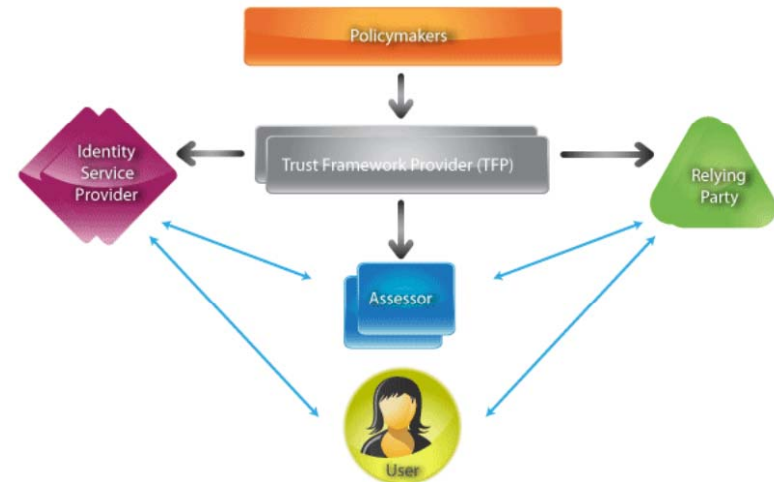 Policymakers
Trust Framework Provider (TFP)
Identity
Service
Provider
Relying
Party
Assessor
User